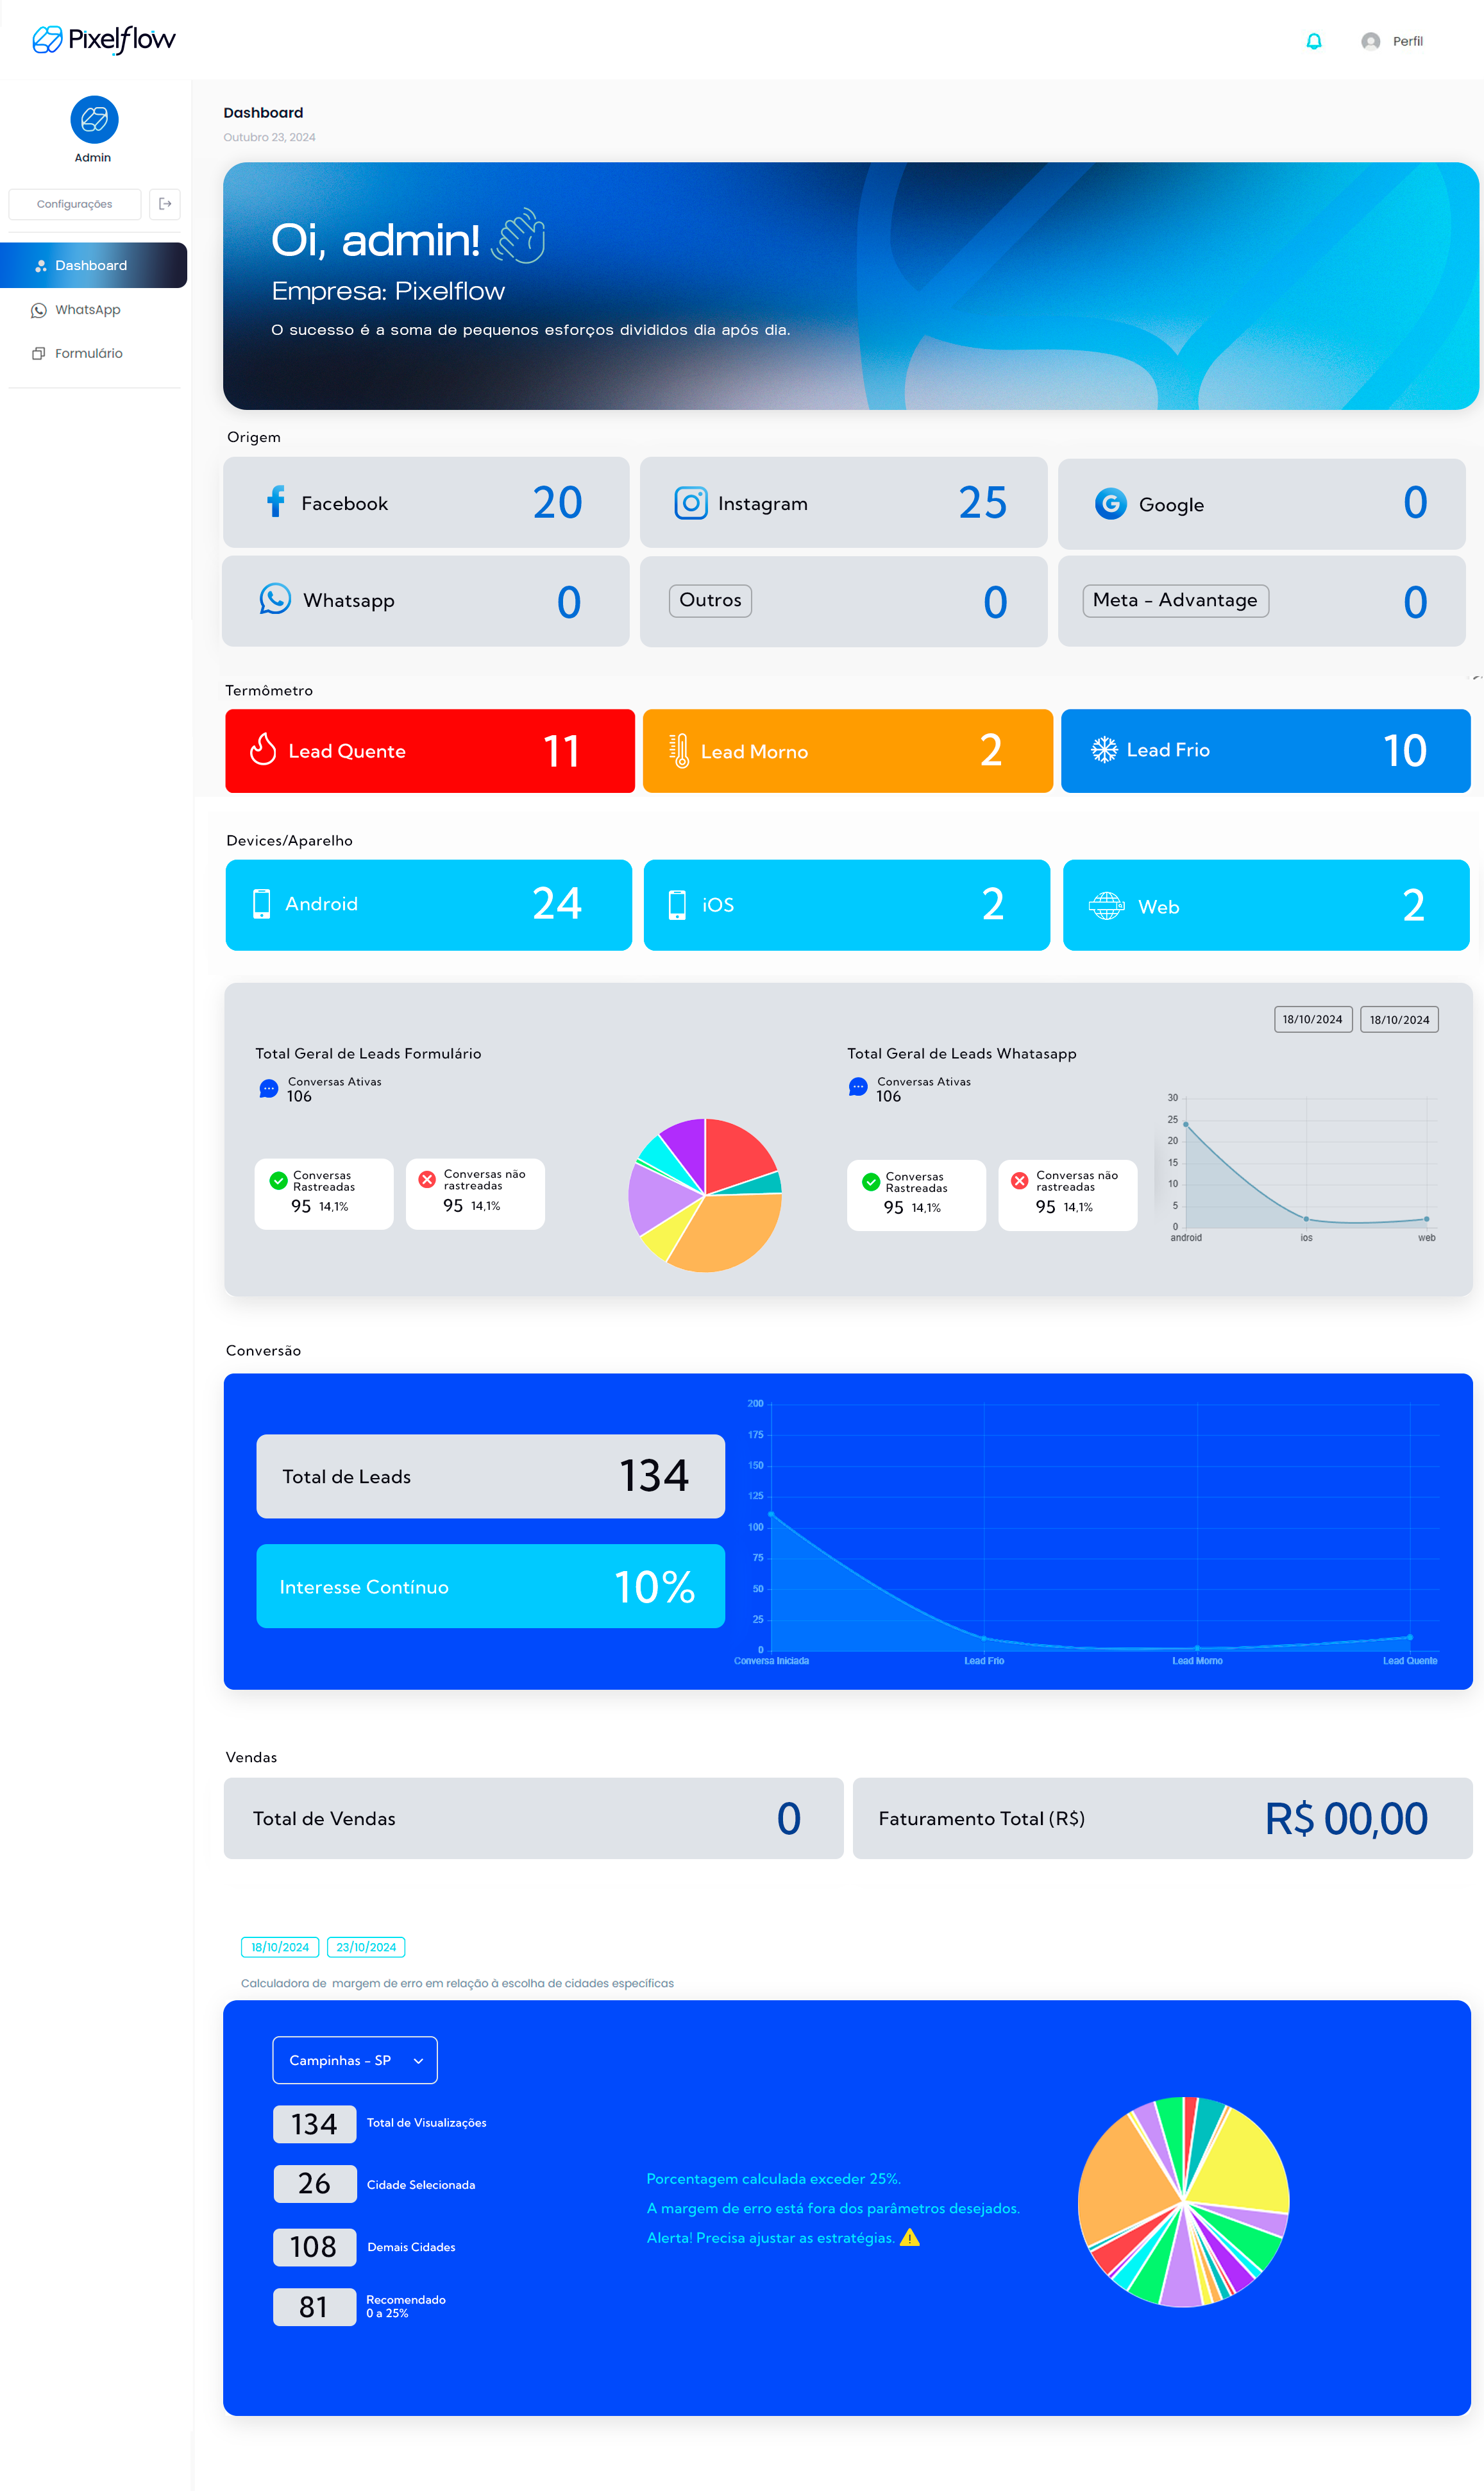 Pixelflow
Perfil
Admin
Configurações
Dashboard
WhatsApp
Formulário
Dashboard
Outubro 23, 2024
Oi, admin!
Empresa: Pixelflow
O sucesso é a soma de pequenos esforços divididos dia após dia.
Origem
Facebook 20
Instagram 25
Google 0
Whatsapp 0
Outros 0
Meta - Advantage 0
Termômetro
Lead Quente 11
Lead Morno 2
Lead Frio 10
Devices/Aparelho
Android 24
iOS 2
Web 2
18/10/2024 18/10/2024
Total Geral de Leads Formulário
Conversas Ativas
106
Conversas
Rastreadas
95 14,1%
Conversas não
rastreadas
95 14,1%
Total Geral de Leads Whatasapp
Conversas Ativas
106
Conversas
Rastreadas
95 14,1%
Conversas não
rastreadas
95 14,1%
30
25
20
15
10
5
0
android ios web
Conversão
Total de Leads 134
Interesse Contínuo 10%
200
175
150
125
100
75
50
25
0
Conversa Iniciada Lead Frio Lead Morno Lead Quente
Vendas
Total de Vendas 0
Faturamento Total (R$) R$ 00,00
18/10/2024 23/10/2024
Calculadora de margem de erro em relação à escolha de cidades específicas
Campinhas - SP
134 Total de Visualizações
26 Cidade Selecionada
108 Demais Cidades
81 Recomendado
0 a 25%
Porcentagem calculada exceder 25%.
A margem de erro está fora dos parâmetros desejados.
Alerta! Precisa ajustar as estratégias.